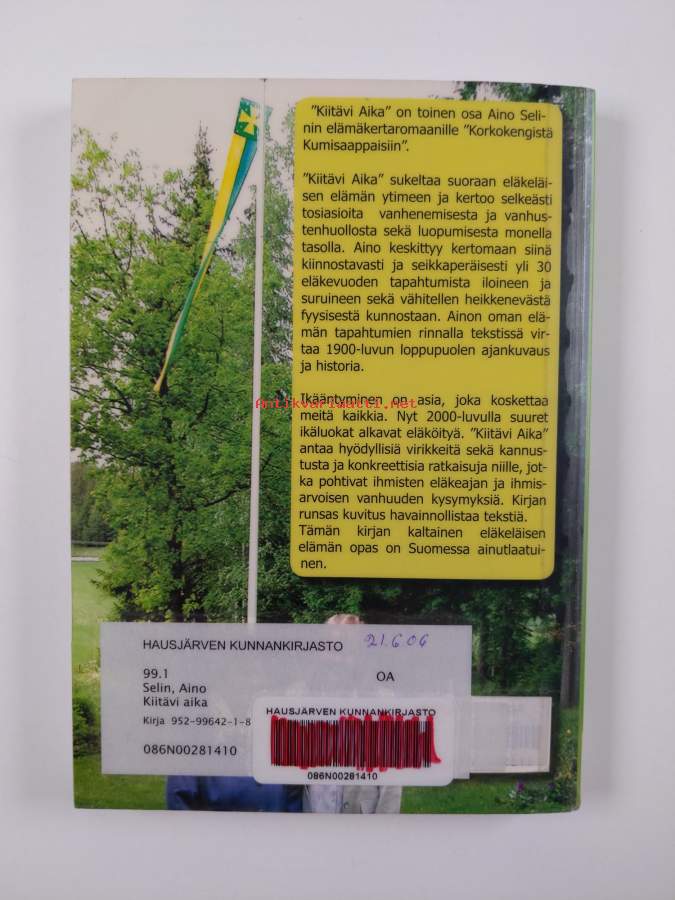 "Kiitävi Aika" on toinen osa Aino Seli-
nin elämäkertaromaanille "Korkokengistä
Kumisaappaisiin".
"Kiitävi Aika" sukeltaa suoraan eläkeläi-
sen elämän ytimeen ja kertoo selkeästi
tosiasioita vanhenemisesta ja vanhus-
tenhuollosta sekä luopumisesta monella
tasolla. Aino keskittyy kertomaan siinä
kiinnostavasti ja seikkaperäisesti yli 30
eläkevuoden tapahtumista iloineen ja
suruineen sekä vähitellen heikkenevästä
fyysisestä kunnostaan. Ainon oman elä-
män tapahtumien rinnalla tekstissä vir-
taa 1900-luvun loppupuolen ajankuvaus
ja historia.
Ikääntyminen on asia, joka koskettaa
meitä kaikkia. Nyt 2000-luvulla suuret
ikäluokat alkavat eläköityä. "Kiitävi Aika"
antaa hyödyllisiä virikkeitä sekä kannus-
tusta ja konkreettisia ratkaisuja niille, jot-
ka pohtivat ihmisten eläkeajan ja ihmis-
arvoisen vanhuuden kysymyksiä. Kirjan
runsas kuvitus havainnollistaa tekstiä.
Tämän kirjan kaltainen eläkeläisen
elämän opas on Suomessa ainutlaatui-
nen.
Antikvariaatti.net
HAUSJÄRVEN KUNNANKIRJASTO 21.6.06
99.1 OA
Selin, Aino
Kiitävi aika
Kirja 952-99642-1-8
086N00281410
HAUSJÄRVEN KUNNANKIRJASTO
086N00281410